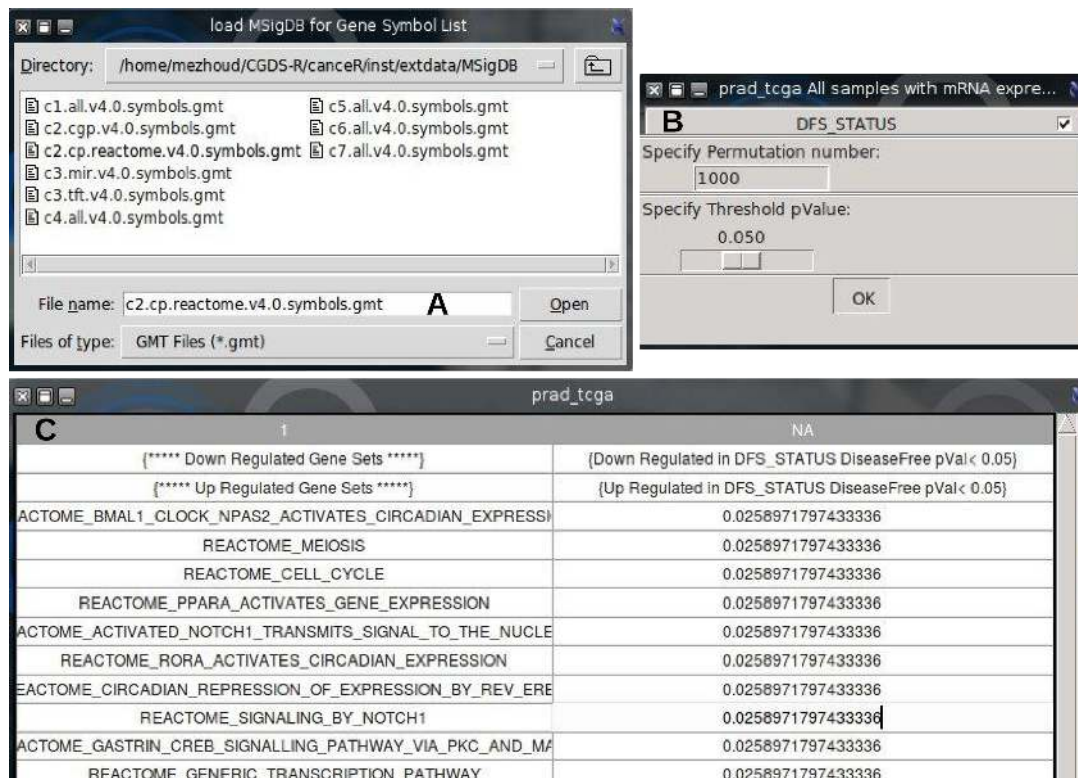 load MSigDB for Gene Symbol List
Directory: /home/mezhoud/CGDS-R/canceR/inst/extdata/MSigDB
c1.all.v4.0.symbols.gmt
c2.cgp.v4.0.symbols.gmt
c2.cp.reactome.v4.0.symbols.gmt
c3.mir.v4.0.symbols.gmt
c3.tft.v4.0.symbols.gmt
c4.all.v4.0.symbols.gmt
c5.all.v4.0.symbols.gmt
c6.all.v4.0.symbols.gmt
c7.all.v4.0.symbols.gmt
File name: c2.cp.reactome.v4.0.symbols.gmt A Open
Files of type: GMT Files (*.gmt) Cancel
prad_tcga All samples with mRNA expre...
B DFS_STATUS
Specify Permutation number:
1000
Specify Threshold pValue:
0.050
OK
prad_tcga
C 1 NA
{***** Down Regulated Gene Sets *****} {Down Regulated in DFS_STATUS DiseaseFree pVal< 0.05}
{***** Up Regulated Gene Sets *****} {Up Regulated in DFS_STATUS DiseaseFree pVal< 0.05}
ACTOME_BMAL1_CLOCK_NPAS2_ACTIVATES_CIRCADIAN_EXPRESSI 0.0258971797433336
REACTOME_MEIOSIS 0.0258971797433336
REACTOME_CELL_CYCLE 0.0258971797433336
REACTOME_PPARA_ACTIVATES_GENE_EXPRESSION 0.0258971797433336
ACTOME_ACTIVATED_NOTCH1_TRANSMITS_SIGNAL_TO_THE_NUCLE 0.0258971797433336
REACTOME_RORA_ACTIVATES_CIRCADIAN_EXPRESSION 0.0258971797433336
EACTOME_CIRCADIAN_REPRESSION_OF_EXPRESSION_BY_REV_ERE 0.0258971797433336
REACTOME_SIGNALING_BY_NOTCH1 0.0258971797433336
ACTOME_GASTRIN_CREB_SIGNALLING_PATHWAY_VIA_PKC_AND_MA 0.0258971797433336
REACTOME_GENERIC_TRANSCRIPTION_PATHWAY 0.0258971797433336